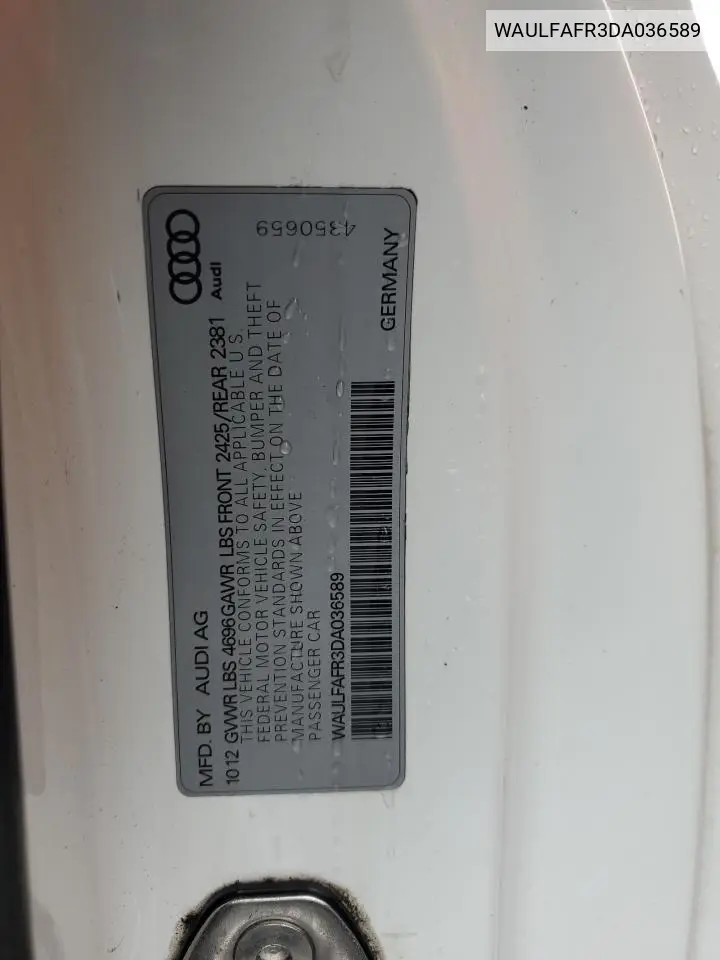 WAULFAFR3DA036589
MFD. BY AUDI AG
1012 GVWR LBS 4696 GAWR LBS FRONT 2425/REAR 2381
THIS VEHICLE CONFORMS TO ALL APPLICABLE U S
FEDERAL MOTOR VEHICLE SAFETY, BUMPER AND THEFT
PREVENTION STANDARDS IN EFFECT ON THE DATE OF
MANUFACTURE SHOWN ABOVE
PASSENGER CAR
WAULFAFR3DA036589
Audi
4350659
GERMANY